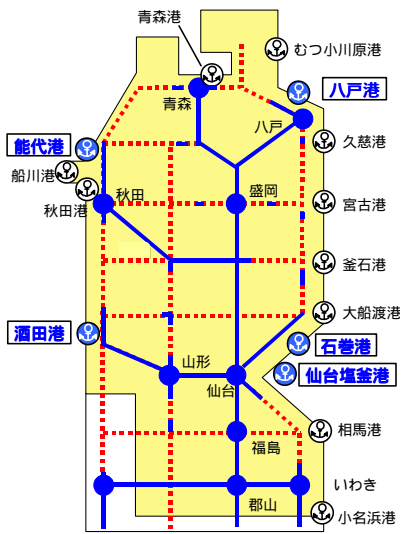 青森港
むつ小川原港
青森
八戸港
八戸
能代港
久慈港
船川港
秋田
盛岡
宮古港
秋田港
釜石港
大船渡港
酒田港
石巻港
山形
仙台
仙台塩釜港
相馬港
福島
いわき
郡山
小名浜港